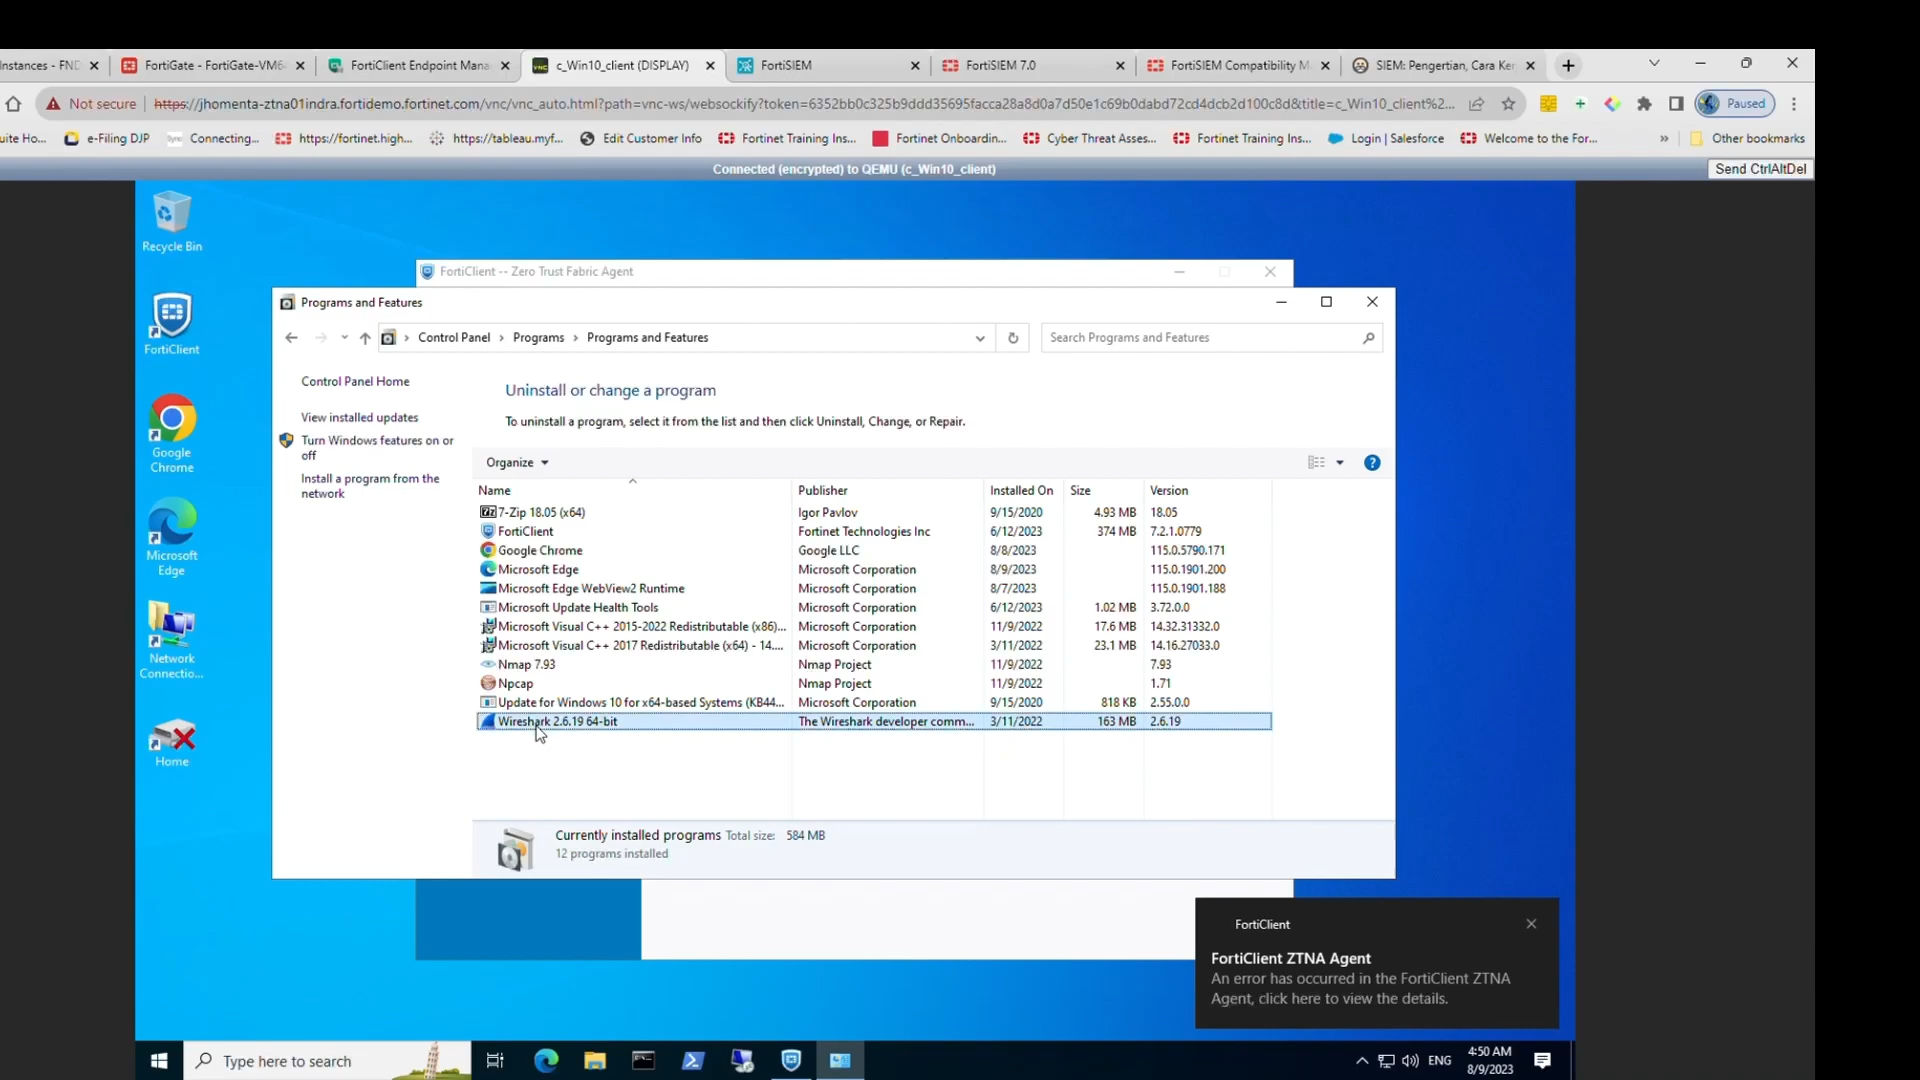 nstances - FND
FortiGate - FortiGate-VM6
FortiClient Endpoint Mana
c_Win10_client (DISPLAY)
FortiSIEM
FortiSIEM 7.0
FortiSIEM Compatibility M
SIEM: Pengertian, Cara Ker
Not secure
https://jhomenta-ztna01indra.fortidemo.fortinet.com/vnc/vnc_auto.html?path=vnc-ws/websockify?token=6352bb0c325b9ddd35695facca28a8d0a7d50e1c69b0dabd72cd4dcb2d100c8d&title=c_Win10_client%2...
Paused
uite Ho...
e-Filing DJP
Connecting...
https://fortinet.high...
https://tableau.myf...
Edit Customer Info
Fortinet Training Ins...
Fortinet Onboardin...
Cyber Threat Asses...
Fortinet Training Ins...
Login | Salesforce
Welcome to the For...
»
Other bookmarks
Connected (encrypted) to QEMU (c_Win10_client)
Send CtrlAltDel
Recycle Bin
FortiClient
Google
Chrome
Microsoft
Edge
Network
Connectio...
Home
FortiClient -- Zero Trust Fabric Agent
Programs and Features
Control Panel > Programs > Programs and Features
Search Programs and Features
Control Panel Home
View installed updates
Turn Windows features on or
off
Install a program from the
network
Uninstall or change a program
To uninstall a program, select it from the list and then click Uninstall, Change, or Repair.
Organize
Name Publisher Installed On Size Version
7-Zip 18.05 (x64) Igor Pavlov 9/15/2020 4.93 MB 18.05
FortiClient Fortinet Technologies Inc 6/12/2023 374 MB 7.2.1.0779
Google Chrome Google LLC 8/8/2023 115.0.5790.171
Microsoft Edge Microsoft Corporation 8/9/2023 115.0.1901.200
Microsoft Edge WebView2 Runtime Microsoft Corporation 8/7/2023 115.0.1901.188
Microsoft Update Health Tools Microsoft Corporation 6/12/2023 1.02 MB 3.72.0.0
Microsoft Visual C++ 2015-2022 Redistributable (x86)... Microsoft Corporation 11/9/2022 17.6 MB 14.32.31332.0
Microsoft Visual C++ 2017 Redistributable (x64) - 14.... Microsoft Corporation 3/11/2022 23.1 MB 14.16.27033.0
Nmap 7.93 Nmap Project 11/9/2022 7.93
Npcap Nmap Project 11/9/2022 1.71
Update for Windows 10 for x64-based Systems (KB44... Microsoft Corporation 9/15/2020 818 KB 2.55.0.0
Wireshark 2.6.19 64-bit The Wireshark developer comm... 3/11/2022 163 MB 2.6.19
Currently installed programs Total size: 584 MB
12 programs installed
FortiClient
FortiClient ZTNA Agent
An error has occurred in the FortiClient ZTNA
Agent, click here to view the details.
Type here to search
ENG
4:50 AM
8/9/2023